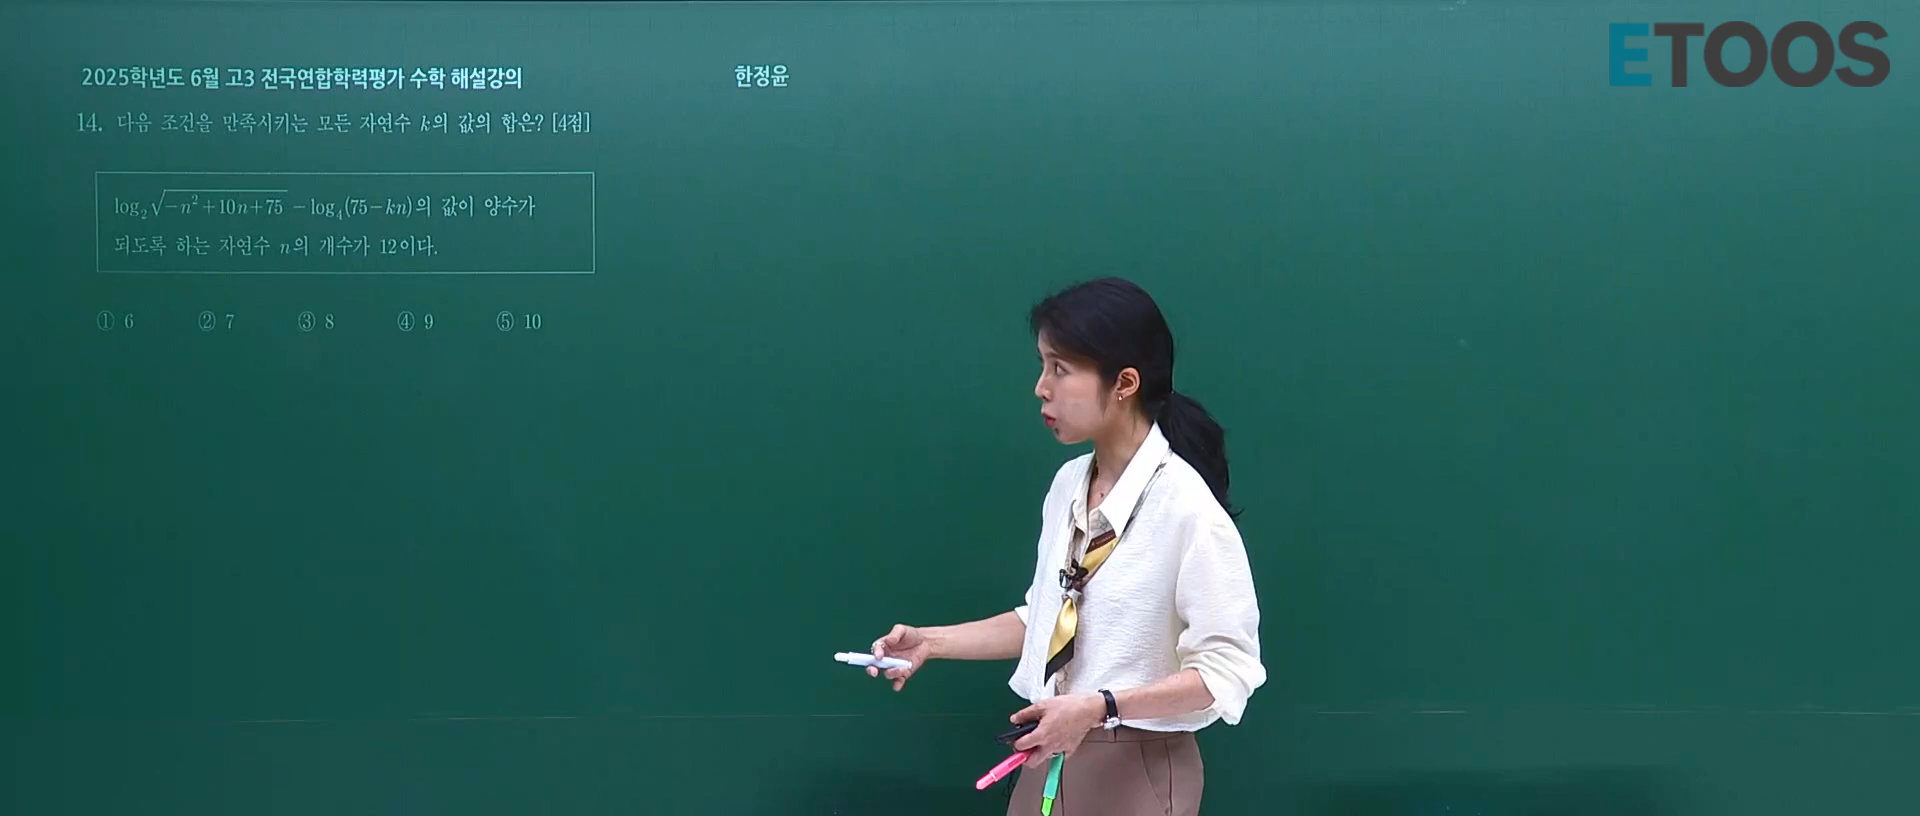 ETOOS
2025학년도 6월 고3 전국연합학력평가 수학 해설강의 한정윤
14. 다음 조건을 만족시키는 모든 자연수 k의 값의 합은? [4점]
log₂√(-n²+10n+75) - log₄(75-kn)의 값이 양수가
되도록 하는 자연수 n의 개수가 12이다.
① 6 ② 7 ③ 8 ④ 9 ⑤ 10